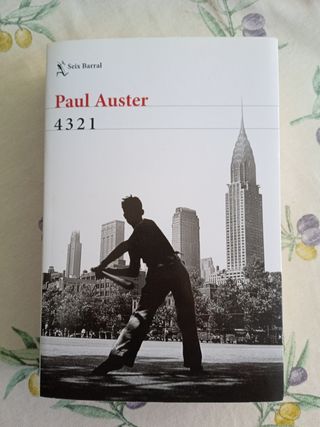 Seix Barral
Paul Auster
4 3 2 1